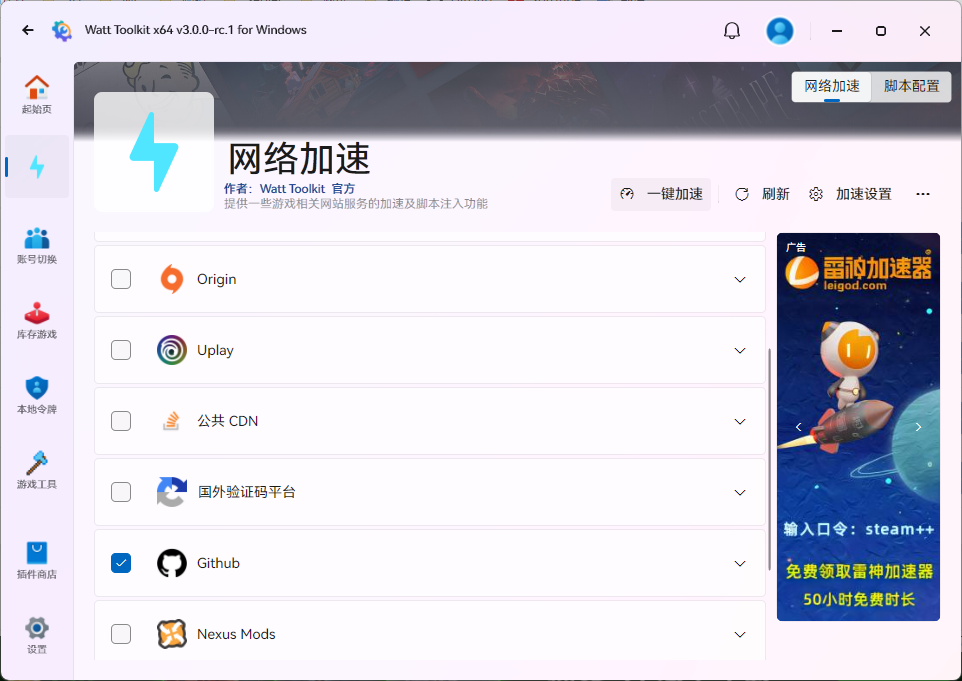 Watt Toolkit x64 v3.0.0-rc.1 for Windows
起始页
账号切换
库存游戏
本地令牌
游戏工具
插件商店
设置
网络加速
脚本配置
网络加速
作者: Watt Toolkit 官方
提供一些游戏相关网站服务的加速及脚本注入功能
一键加速
刷新
加速设置
Origin
Uplay
公共 CDN
国外验证码平台
Github
Nexus Mods
广告
雷神加速器
leigod.com
输入口令: steam++
免费领取雷神加速器
50小时免费时长